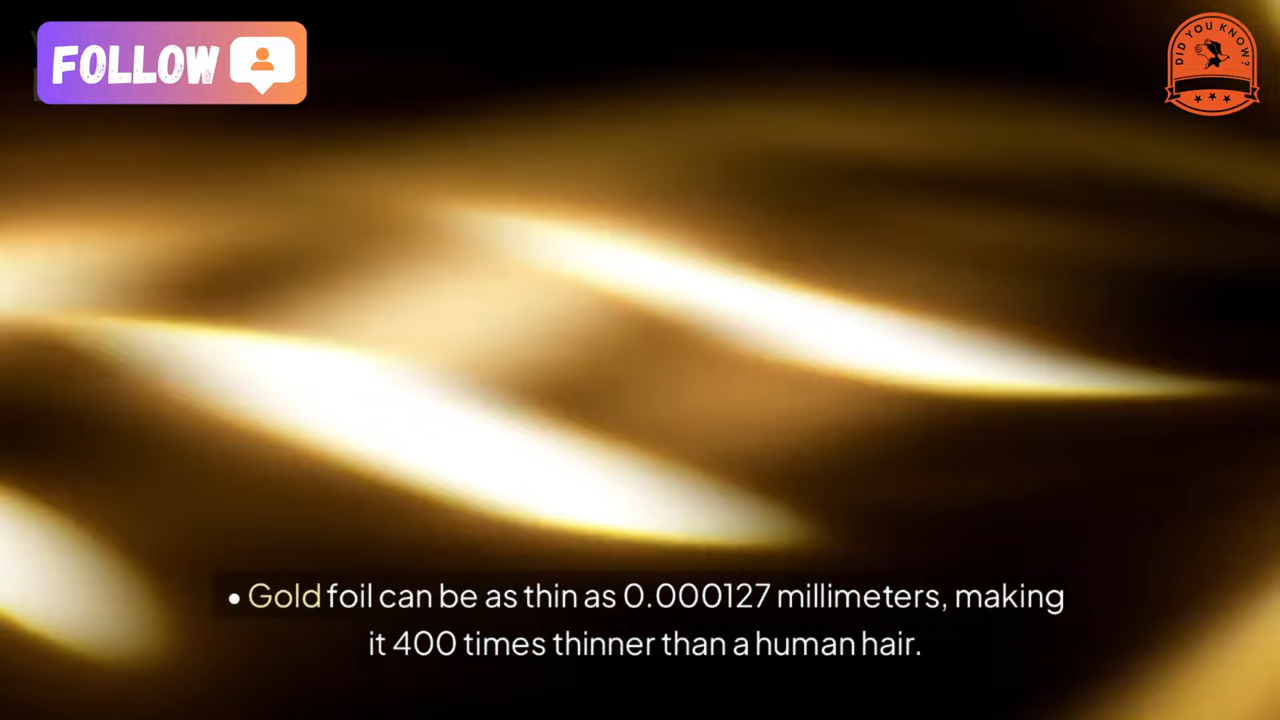 FOLLOW
DID YOU KNOW?
• Gold foil can be as thin as 0.000127 millimeters, making
it 400 times thinner than a human hair.